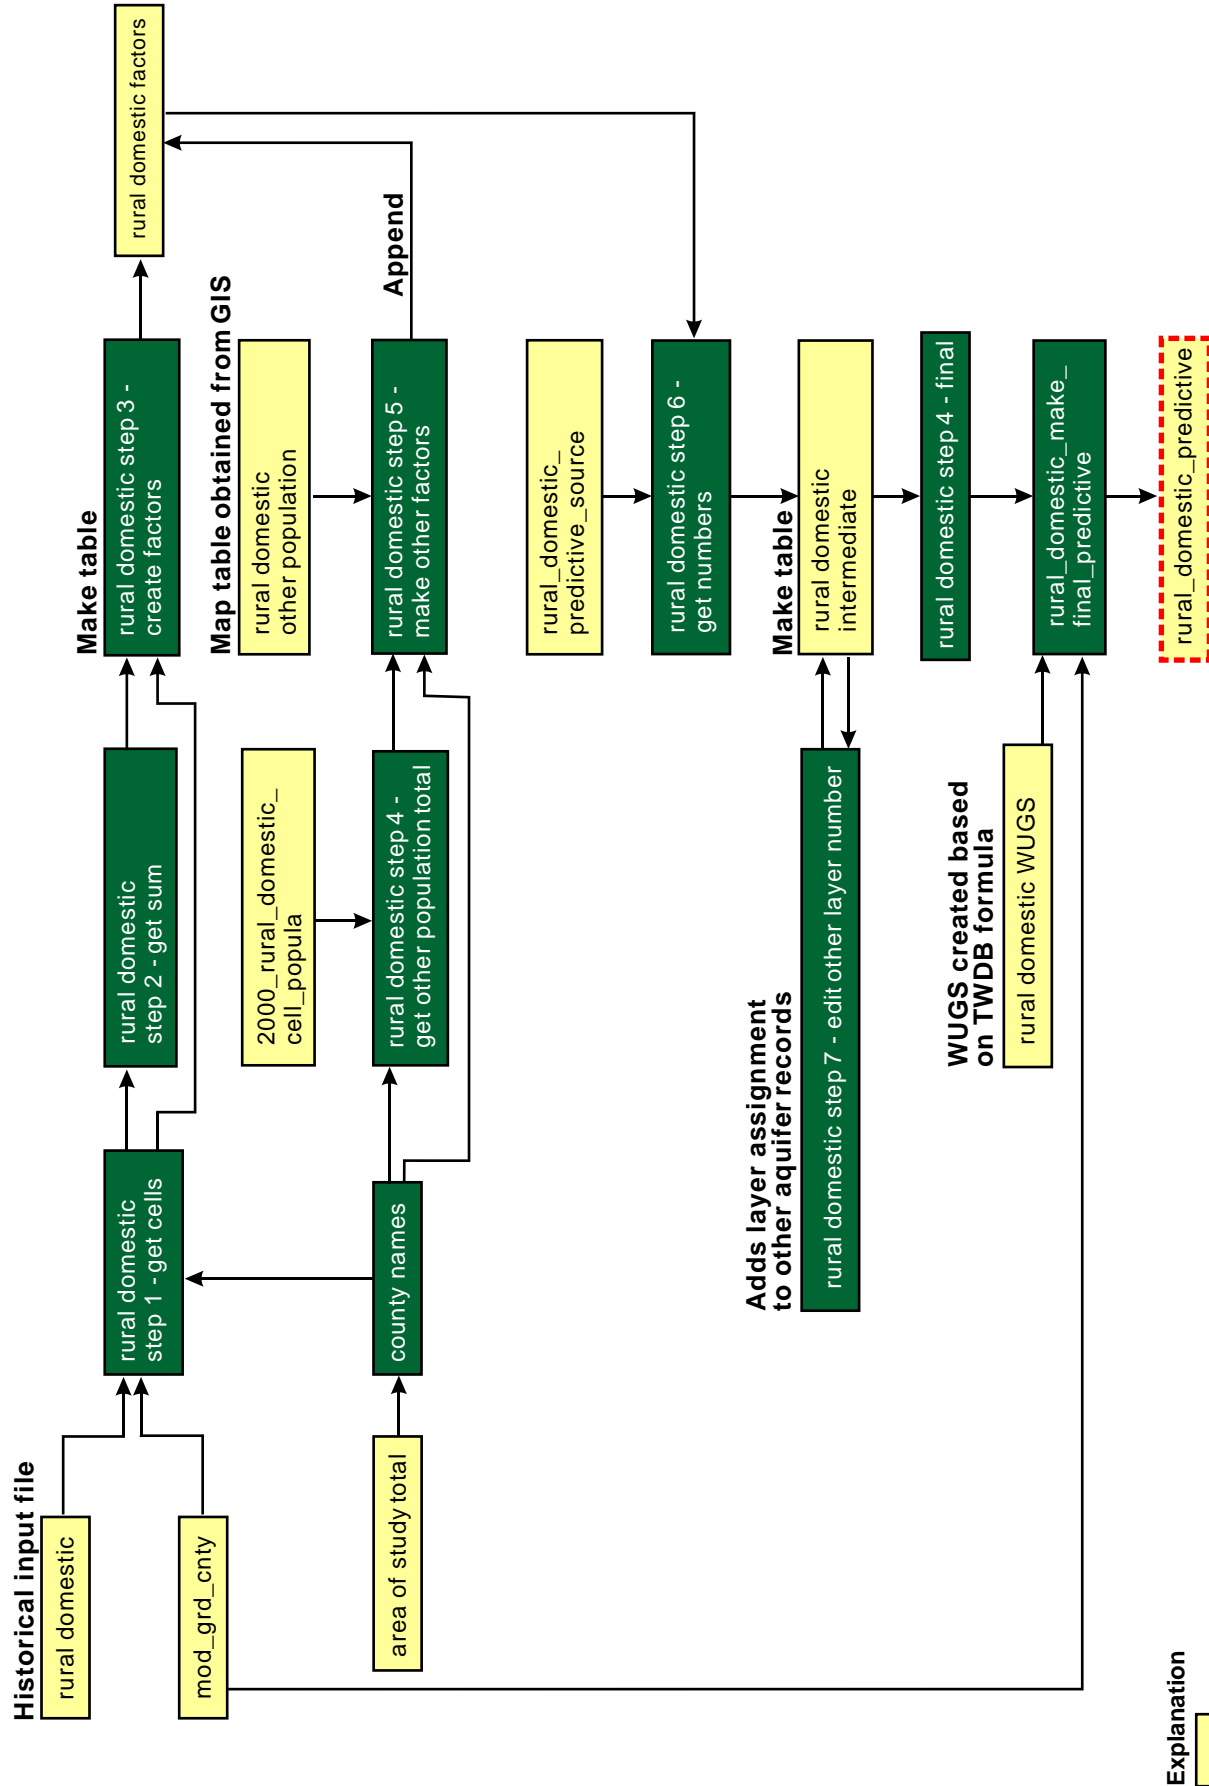 Historical input file
rural domestic
mod_grd_cnty
area of study total
rural domestic
step 1 - get cells
county names
rural domestic
step 2 - get sum
2000_rural_domestic_
cell_popula
rural domestic step 4 -
get other population total
Make table
rural domestic step 3 -
create factors
Map table obtained from GIS
rural domestic
other population
rural domestic step 5 -
make other factors
Append
rural domestic factors
rural_domestic_
predictive_source
rural domestic step 6 -
get numbers
Make table
rural domestic
intermediate
Adds layer assignment
to other aquifer records
rural domestic step 7 - edit other layer number
rural domestic step 4 - final
WUGS created based
on TWDB formula
rural domestic WUGS
rural_domestic_make_
final_predictive
rural_domestic_predictive
Explanation